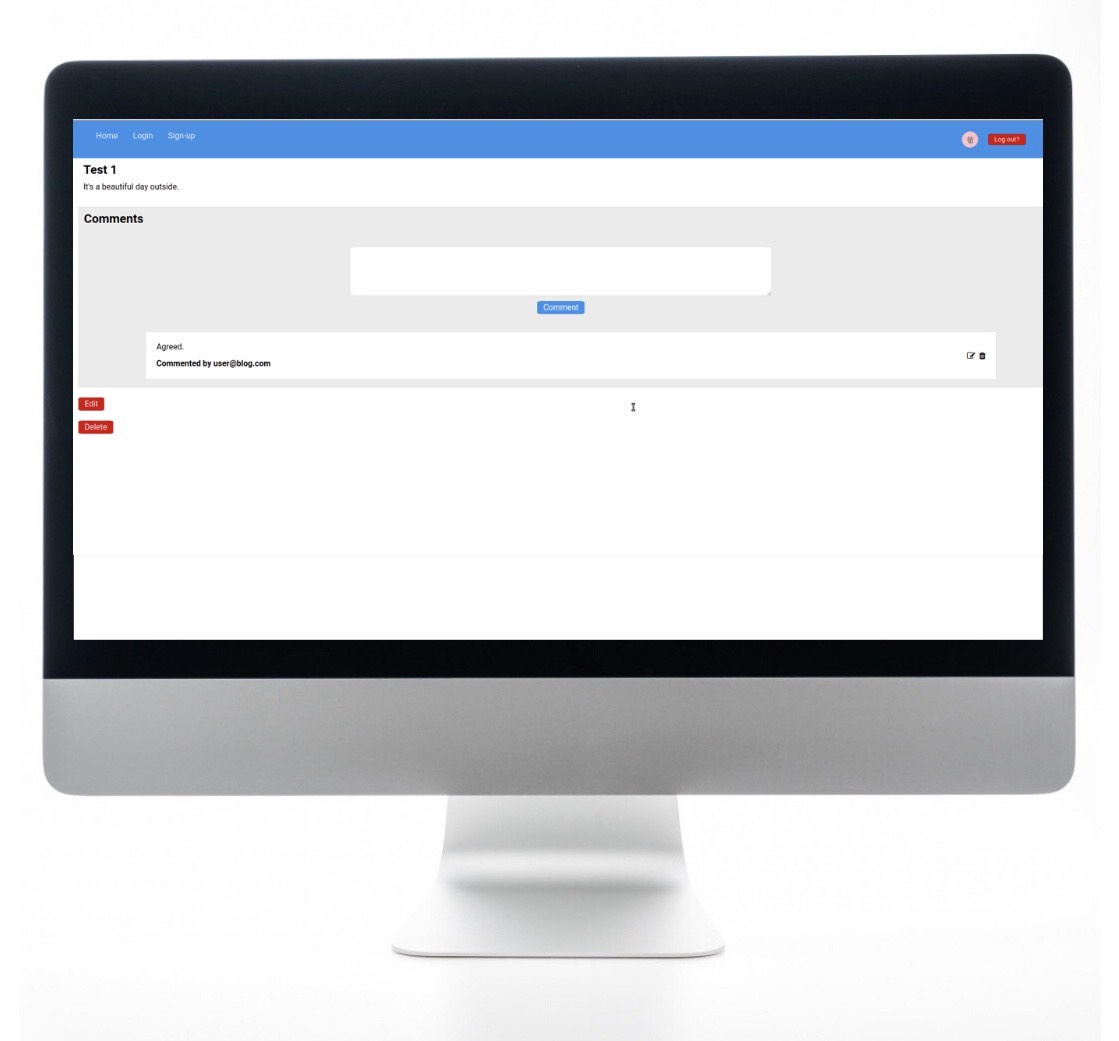 Home Login Sign-up
Log out?
Test 1
It's a beautiful day outside.
Comments
Comment
Agreed.
Commented by user@blog.com
Edit
Delete